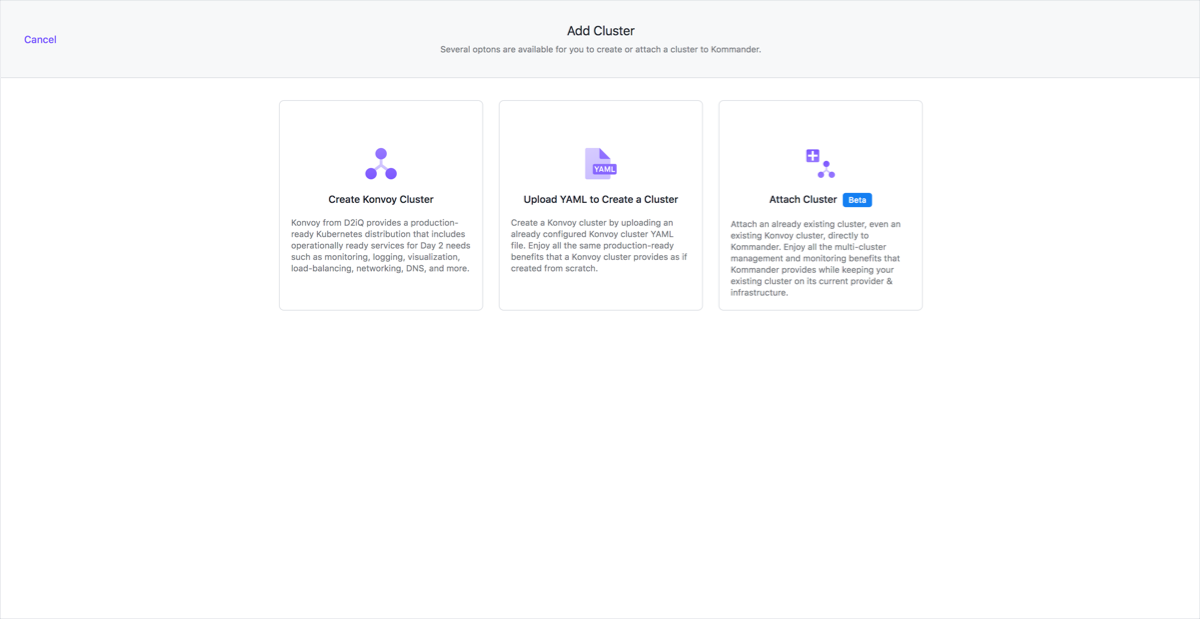 Cancel
Add Cluster
Several optons are available for you to create or attach a cluster to Kommander.
YAML
Create Konvoy Cluster
Konvoy from D2iQ provides a production-
ready Kubernetes distribution that includes
operationally ready services for Day 2 needs
such as monitoring, logging, visualization,
load-balancing, networking, DNS, and more.
Upload YAML to Create a Cluster
Create a Konvoy cluster by uploading an
already configured Konvoy cluster YAML
file. Enjoy all the same production-ready
benefits that a Konvoy cluster provides as if
created from scratch.
Attach Cluster Beta
Attach an already existing cluster, even an
existing Konvoy cluster, directly to
Kommander. Enjoy all the multi-cluster
management and monitoring benefits that
Kommander provides while keeping your
existing cluster on its current provider &
infrastructure.